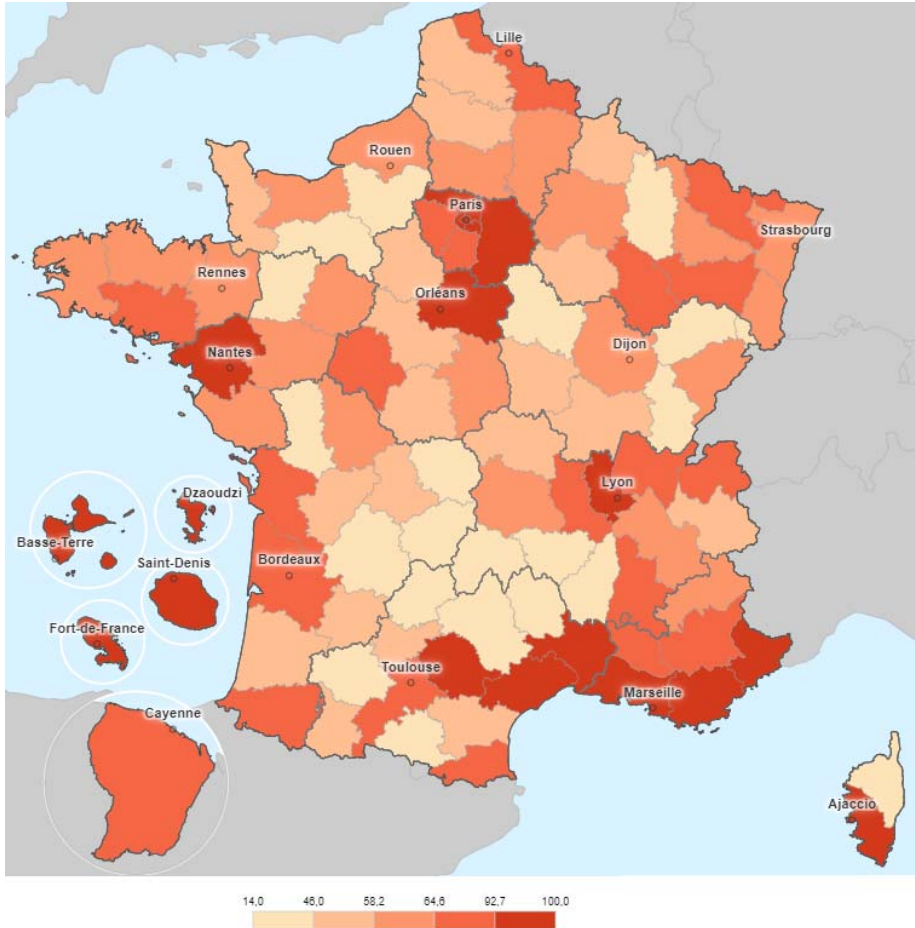 Lille
Rouen
Paris
Strasbourg
Rennes
Orléans
Dijon
Nantes
Lyon
Dzaoudzi
Basse-Terre
Saint-Denis
Bordeaux
Fort-de-France
Toulouse
Marseille
Cayenne
Ajaccio
14,0 46,0 58,2 64,6 92,7 100,0